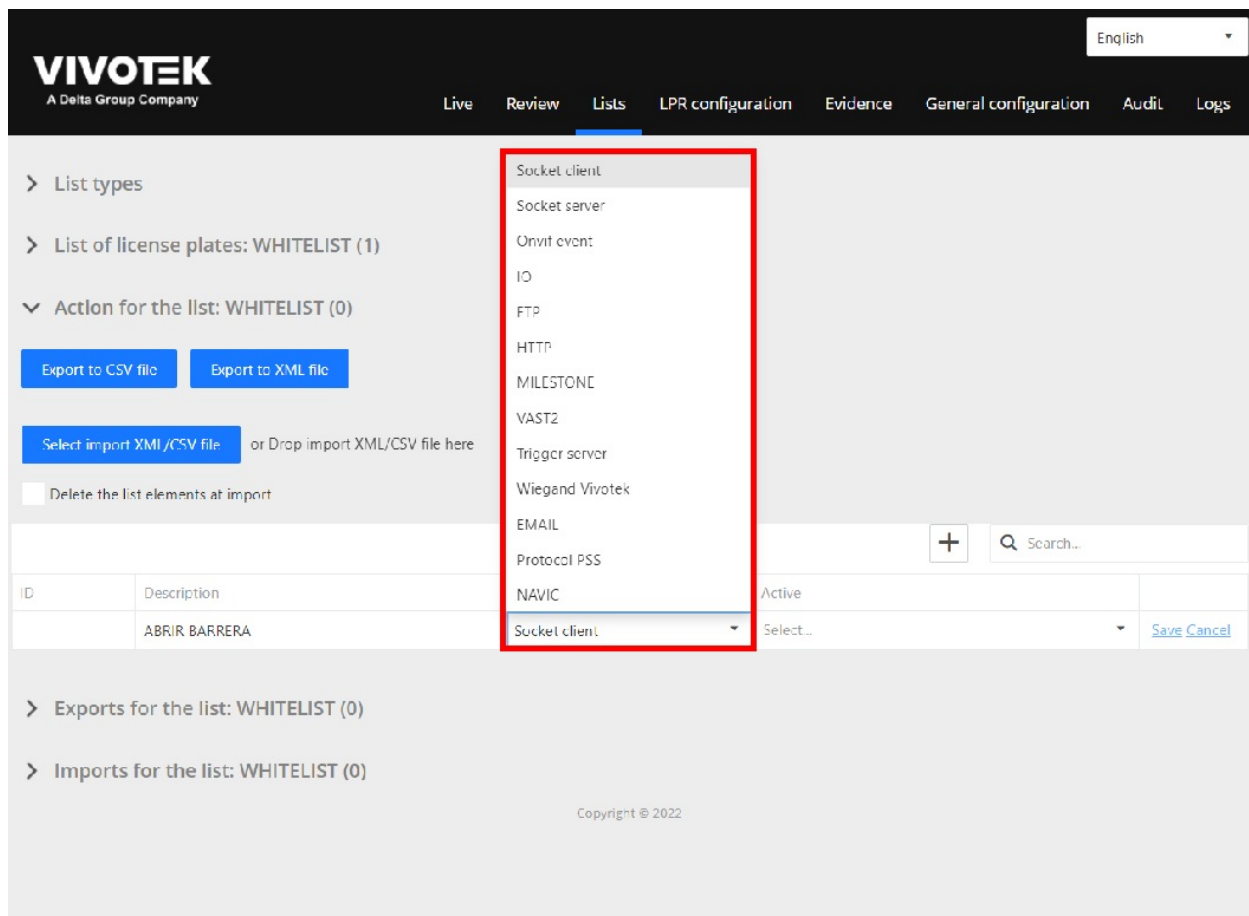 English
VIVOTEK
A Delta Group Company
Live Review Lists LPR configuration Evidence General configuration Audit Logs
List types
List of license plates: WHITELIST (1)
Action for the list: WHITELIST (0)
Export to CSV file Export to XML file
Select import XML/CSV file or Drop import XML/CSV file here
Delete the list elements at import
Socket client
Socket server
Onvif event
IO
FTP
HTTP
MILESTONE
VAST2
Trigger server
Wiegand Vivotek
EMAIL
Protocol PSS
NAVIC
Search...
ID Description Active
ABRIR BARRERA Socket client Select... Save Cancel
Exports for the list: WHITELIST (0)
Imports for the list: WHITELIST (0)
Copyright © 2022